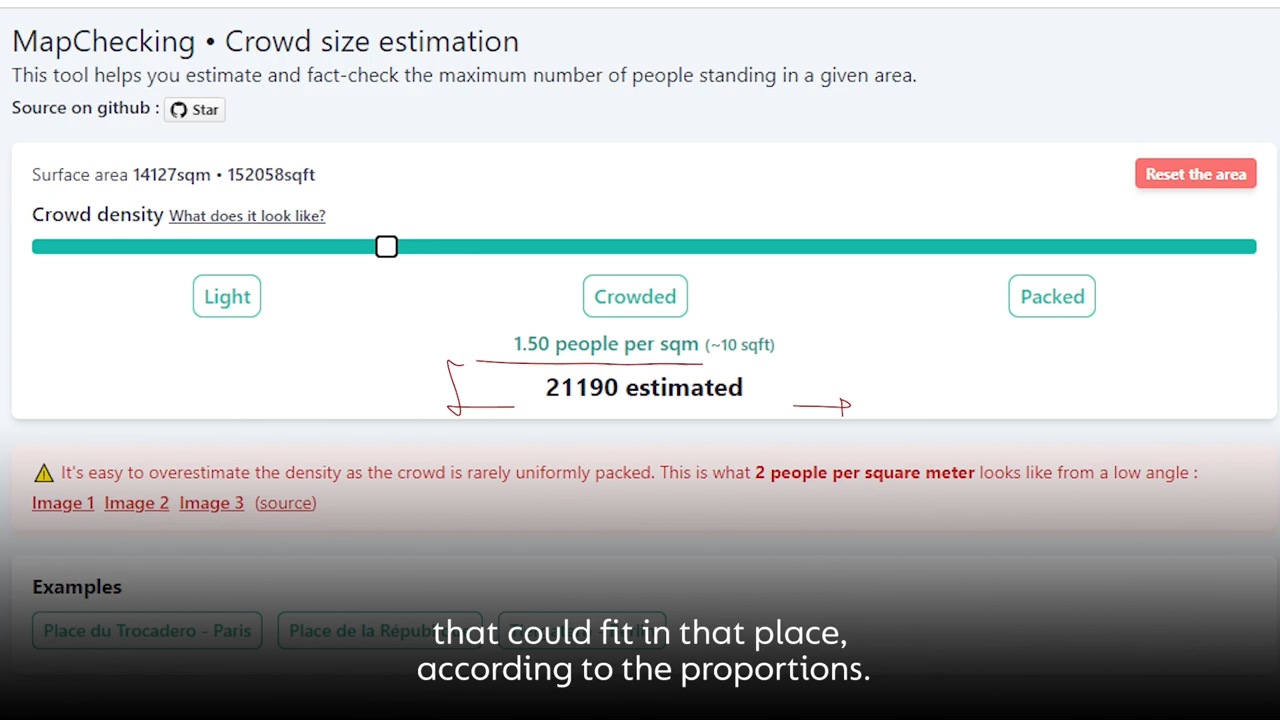 MapChecking • Crowd size estimation
This tool helps you estimate and fact-check the maximum number of people standing in a given area.
Source on github : Star
Surface area 14127sqm • 152058sqft
Reset the area
Crowd density What does it look like?
Light Crowded Packed
1.50 people per sqm (~10 sqft)
21190 estimated
It's easy to overestimate the density as the crowd is rarely uniformly packed. This is what 2 people per square meter looks like from a low angle :
Image 1 Image 2 Image 3 (source)
Examples
Place du Trocadero - Paris Place de la
that could fit in that place,
according to the proportions.